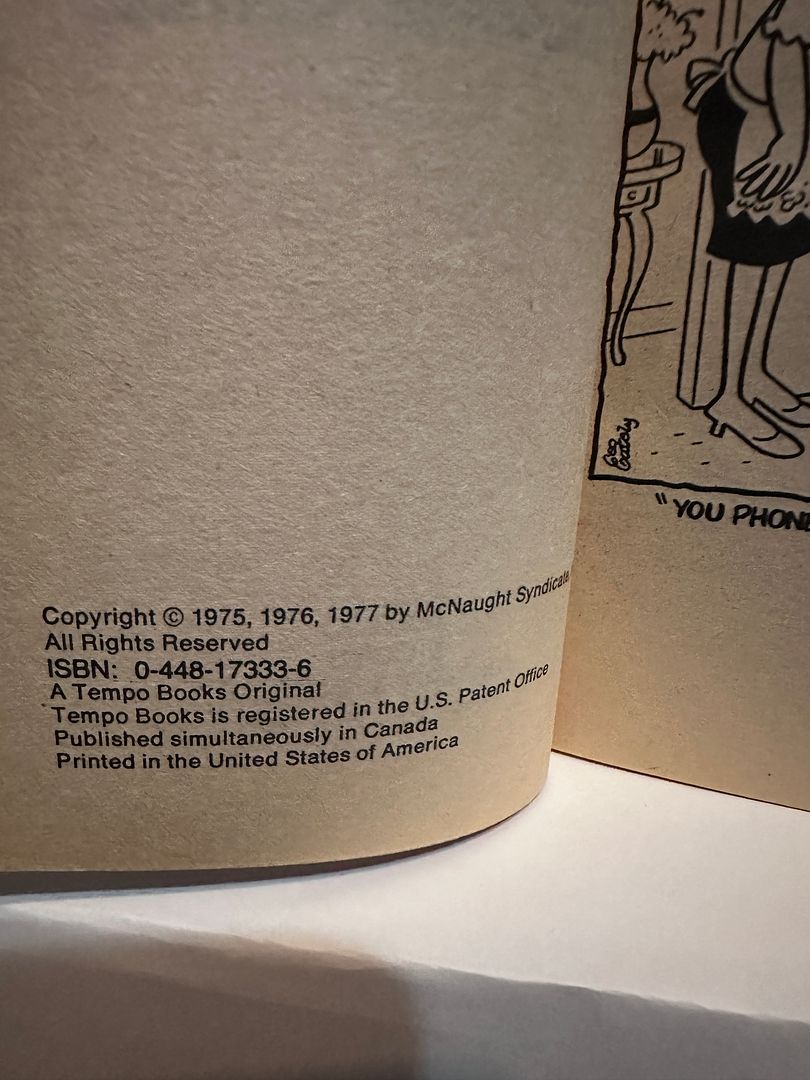 Copyright © 1975, 1976, 1977 by McNaught Syndicate
All Rights Reserved
ISBN: 0-448-17333-6
A Tempo Books Original
Tempo Books is registered in the U.S. Patent Office
Published simultaneously in Canada
Printed in the United States of America
"YOU PHON